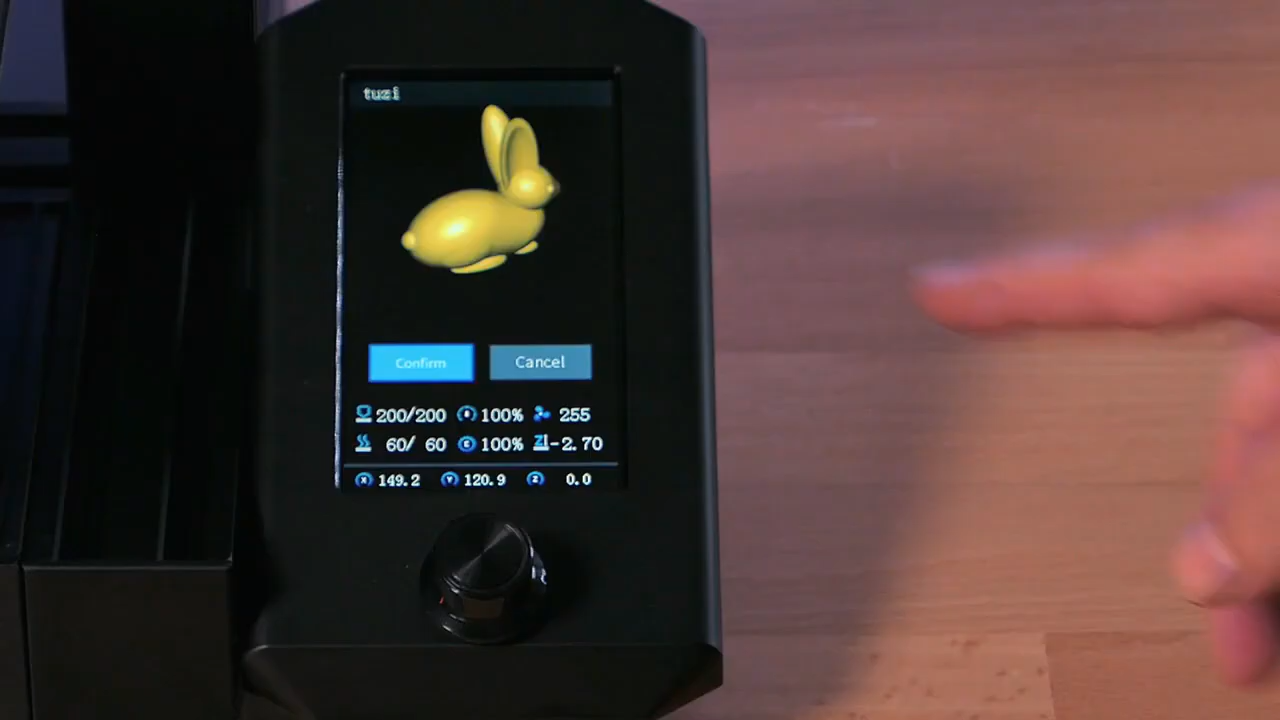 tuzi
Confirm Cancel
200/200 100% 255
60/ 60 E 100% Z -2.70
X 149.2 Y 120.9 Z 0.0